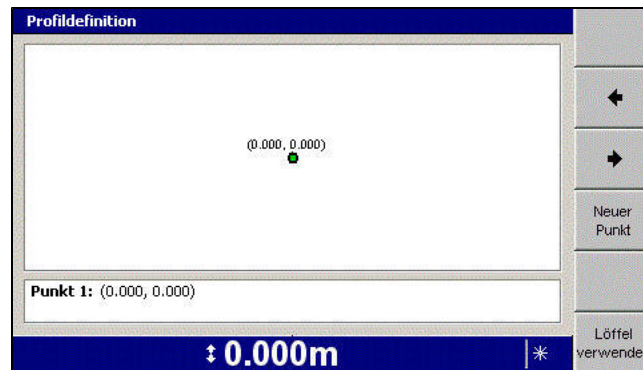 Profildefinition
(0.000, 0.000)
Neuer
Punkt
Punkt 1: (0.000, 0.000)
Löffel
verwende
0.000m